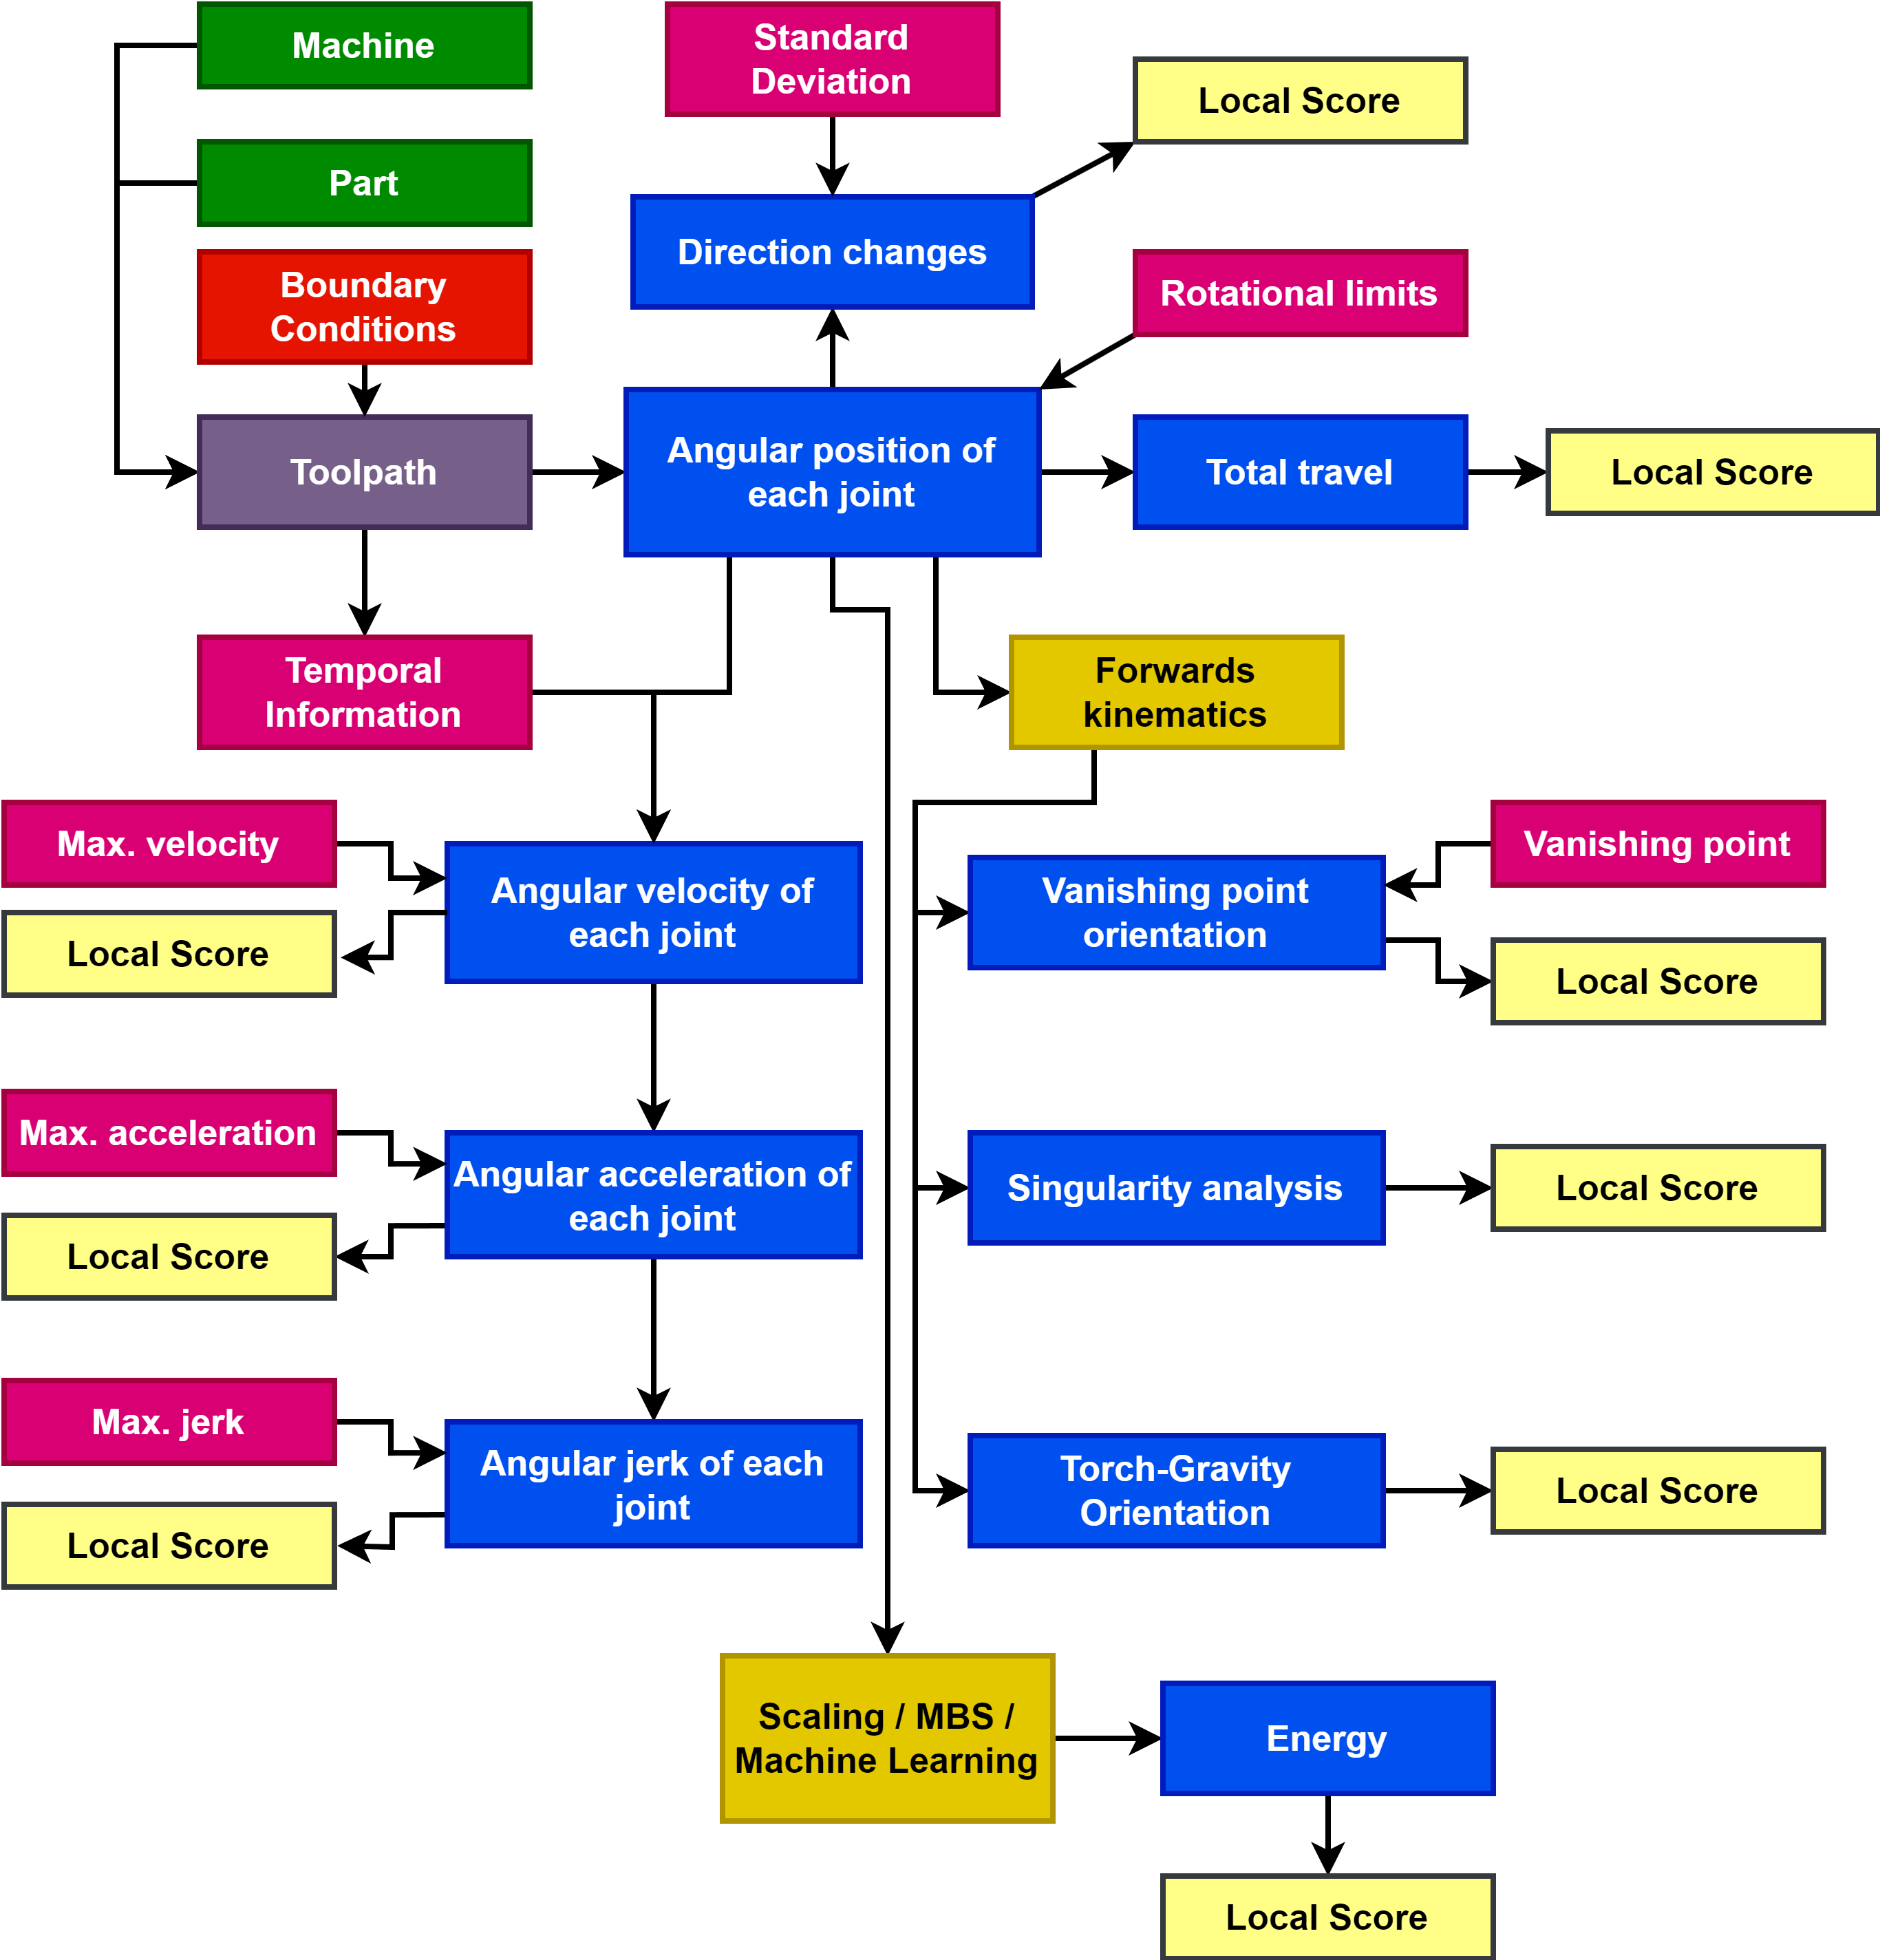 Machine
Standard
Deviation
Local Score
Part
Direction changes
Boundary
Conditions
Rotational limits
Toolpath
Angular position of
each joint
Total travel
Local Score
Temporal
Information
Forwards
kinematics
Max. velocity
Local Score
Angular velocity of
each joint
Vanishing point
orientation
Vanishing point
Local Score
Max. acceleration
Local Score
Angular acceleration of
each joint
Singularity analysis
Local Score
Max. jerk
Local Score
Angular jerk of each
joint
Torch-Gravity
Orientation
Local Score
Scaling / MBS /
Machine Learning
Energy
Local Score